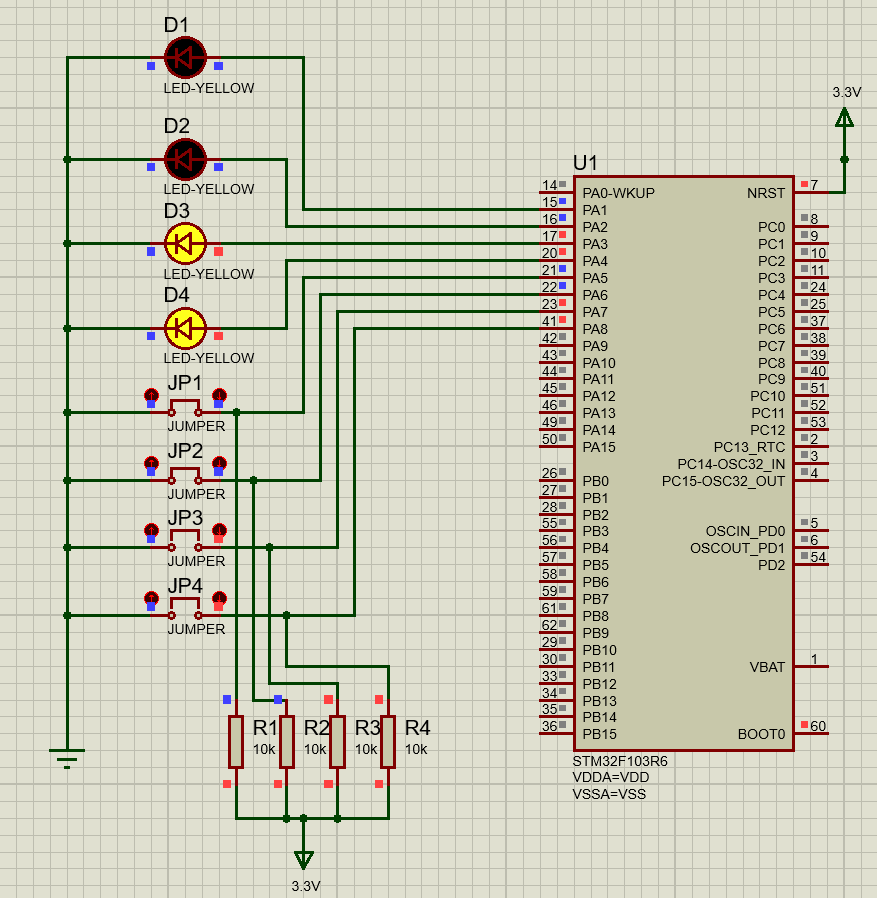 D1
LED-YELLOW
D2
LED-YELLOW
D3
LED-YELLOW
D4
LED-YELLOW
JP1
JUMPER
JP2
JUMPER
JP3
JUMPER
JP4
JUMPER
R1
10k
R2
10k
R3
10k
R4
10k
3.3V
U1
14 PA0-WKUP
15 PA1
16 PA2
17 PA3
20 PA4
21 PA5
22 PA6
23 PA7
41 PA8
42 PA9
43 PA10
44 PA11
45 PA12
46 PA13
49 PA14
50 PA15
26 PB0
27 PB1
28 PB2
55 PB3
56 PB4
57 PB5
58 PB6
59 PB7
61 PB8
62 PB9
29 PB10
30 PB11
33 PB12
34 PB13
35 PB14
36 PB15
3.3V
NRST 7
PC0 8
PC1 9
PC2 10
PC3 11
PC4 24
PC5 25
PC6 37
PC7 38
PC8 39
PC9 40
PC10 51
PC11 52
PC12 53
PC13_RTC 2
PC14-OSC32_IN 3
PC15-OSC32_OUT 4
OSCIN_PD0 5
OSCOUT_PD1 6
PD2 54
VBAT 1
BOOT0 60
STM32F103R6
VDDA=VDD
VSSA=VSS